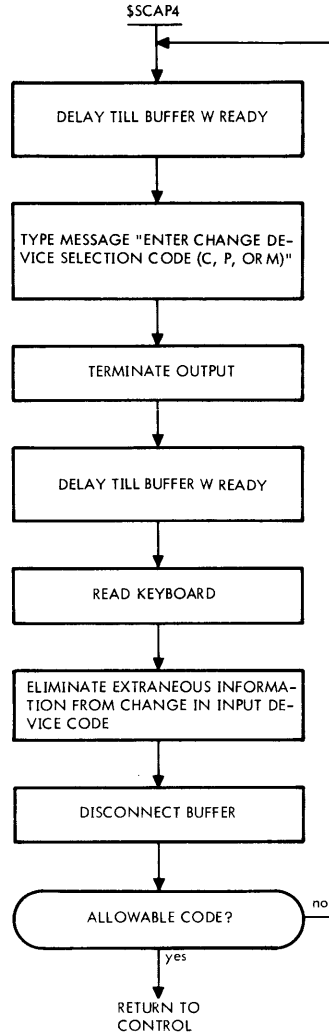 $SCAP4
DELAY TILL BUFFER W READY
TYPE MESSAGE "ENTER CHANGE DE-
VICE SELECTION CODE (C, P, OR M)"
TERMINATE OUTPUT
DELAY TILL BUFFER W READY
READ KEYBOARD
ELIMINATE EXTRANEOUS INFORMA-
TION FROM CHANGE IN INPUT DE-
VICE CODE
DISCONNECT BUFFER
ALLOWABLE CODE?
no
yes
RETURN TO
CONTROL